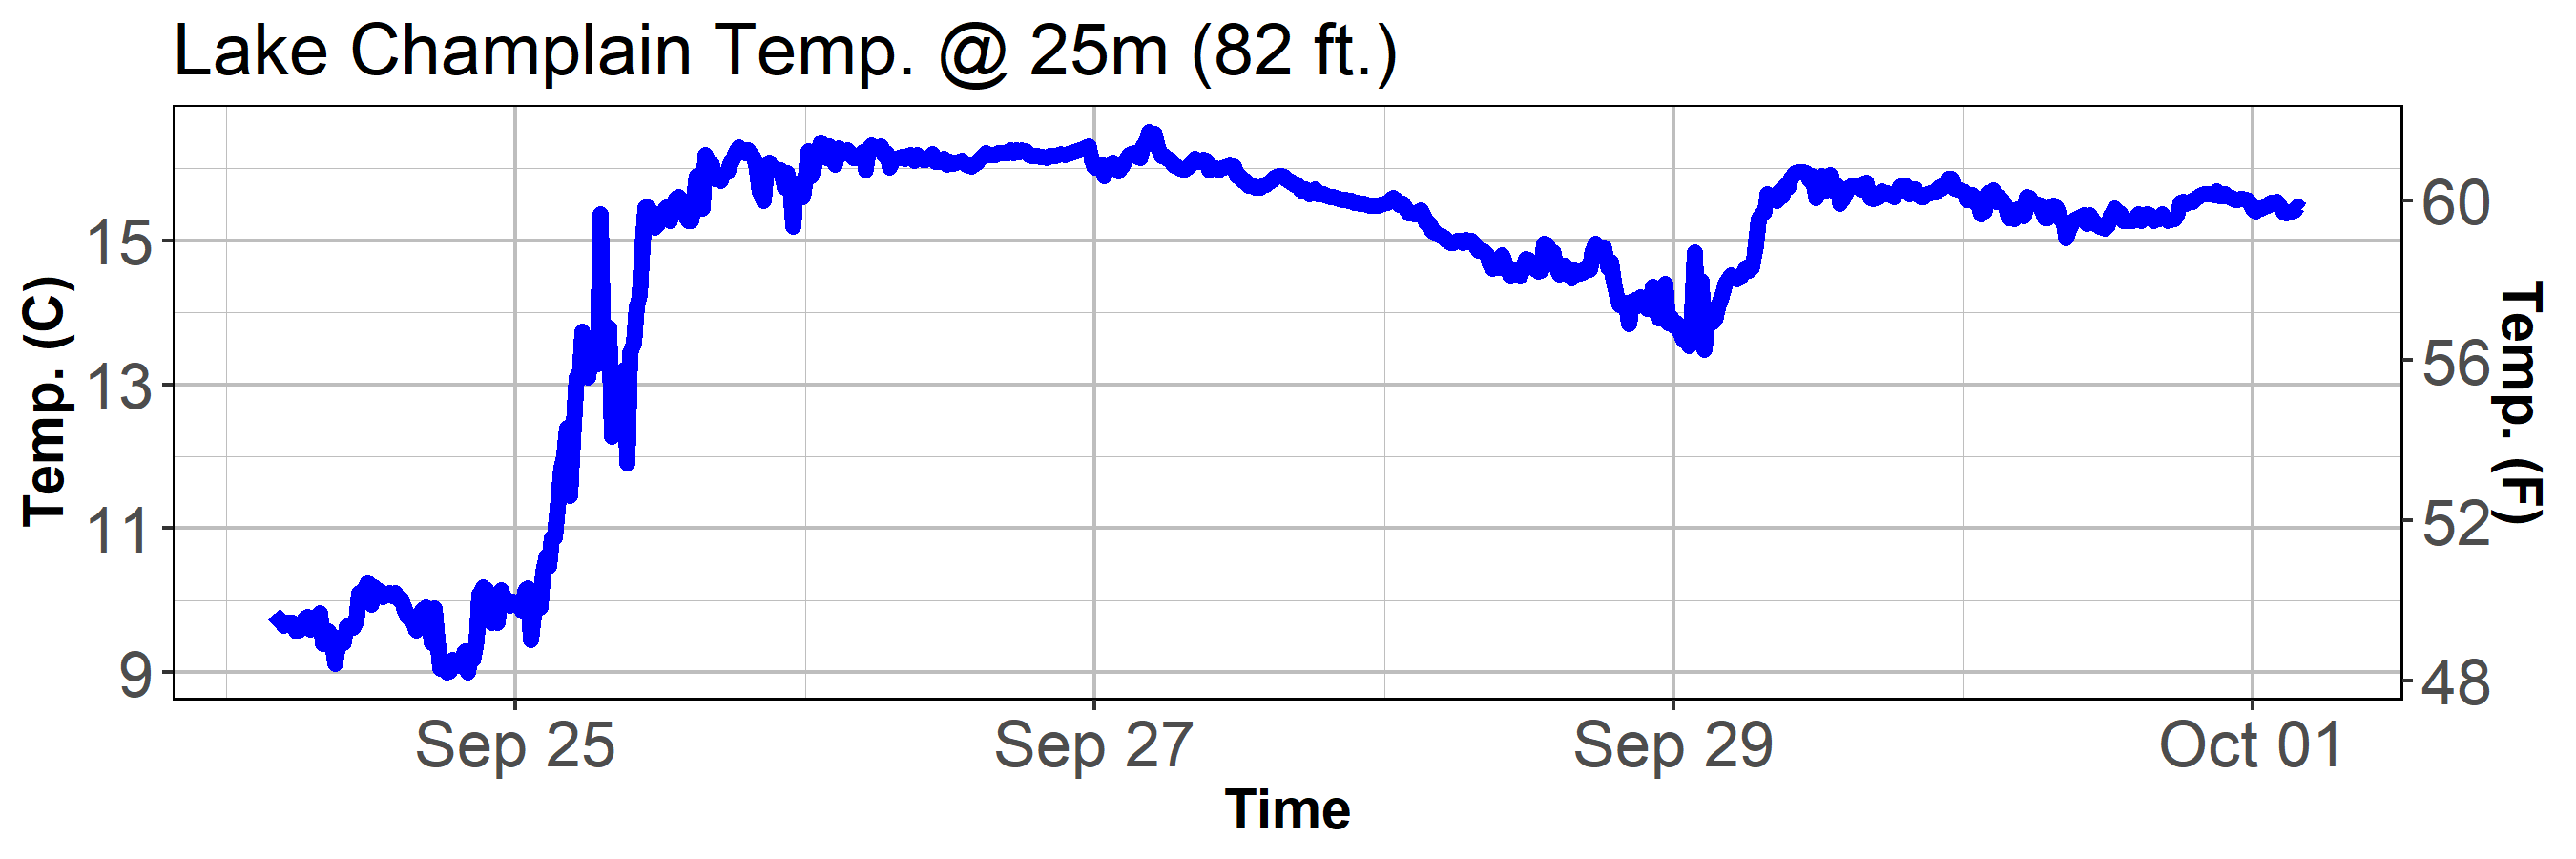 Lake Champlain Temp. @ 25m (82 ft.)
Temp. (C)
15
13
11
9
60
56
52
48
Temp. (F)
Sep 25 Sep 27 Sep 29 Oct 01
Time